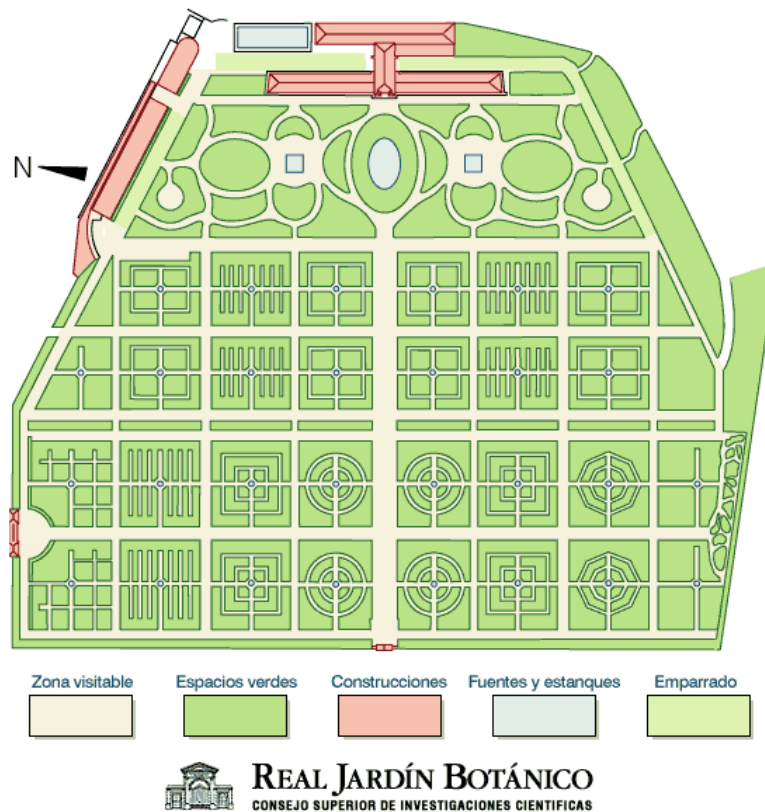 N
Zona visitable
Espacios verdes
Construcciones
Fuentes y estanques
Emparrado
REAL JARDÍN BOTÁNICO
CONSEJO SUPERIOR DE INVESTIGACIONES CIENTIFICAS